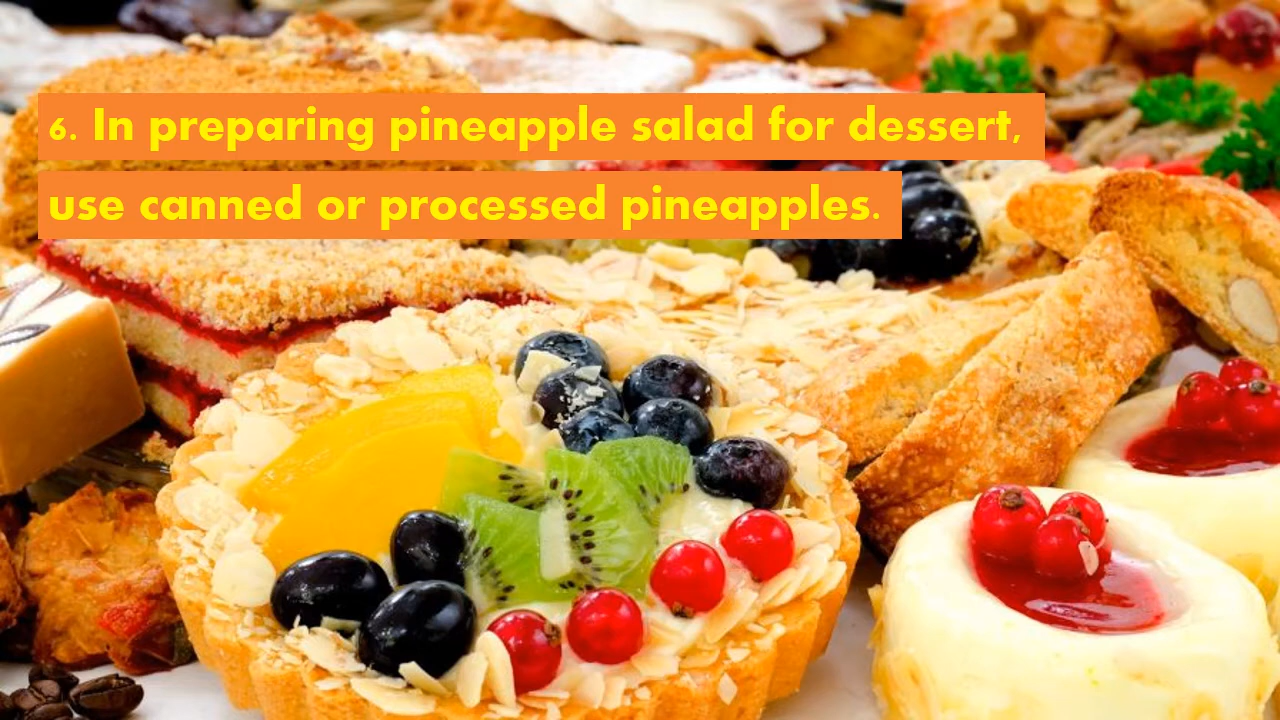 6. In preparing pineapple salad for dessert,
use canned or processed pineapples.